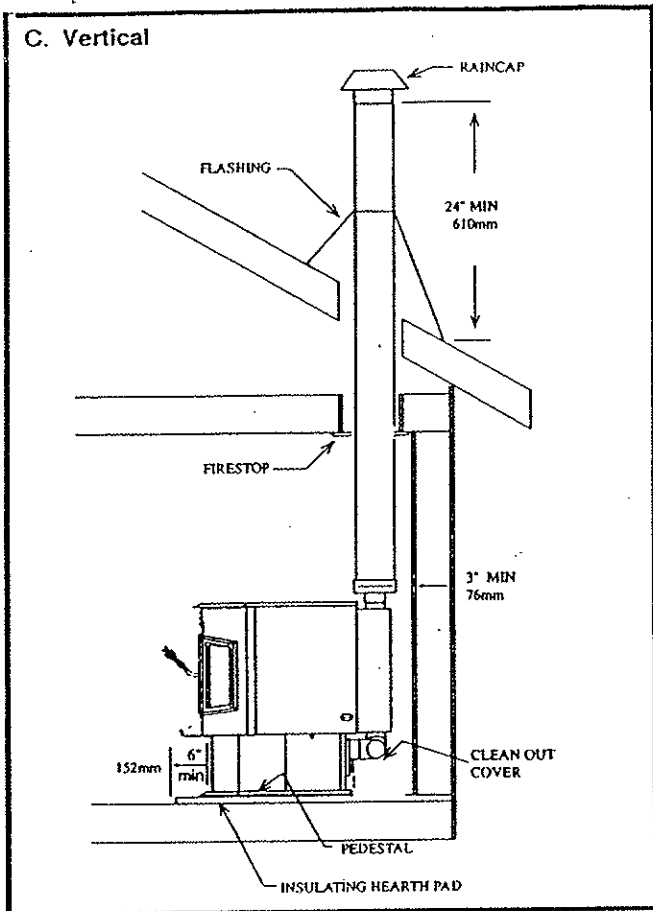 C. Vertical
RAINCAP
FLASHING
24" MIN
610mm
FIRESTOP
3" MIN
76mm
6"
152mm
min
CLEAN OUT
COVER
PEDESTAL
INSULATING HEARTH PAD